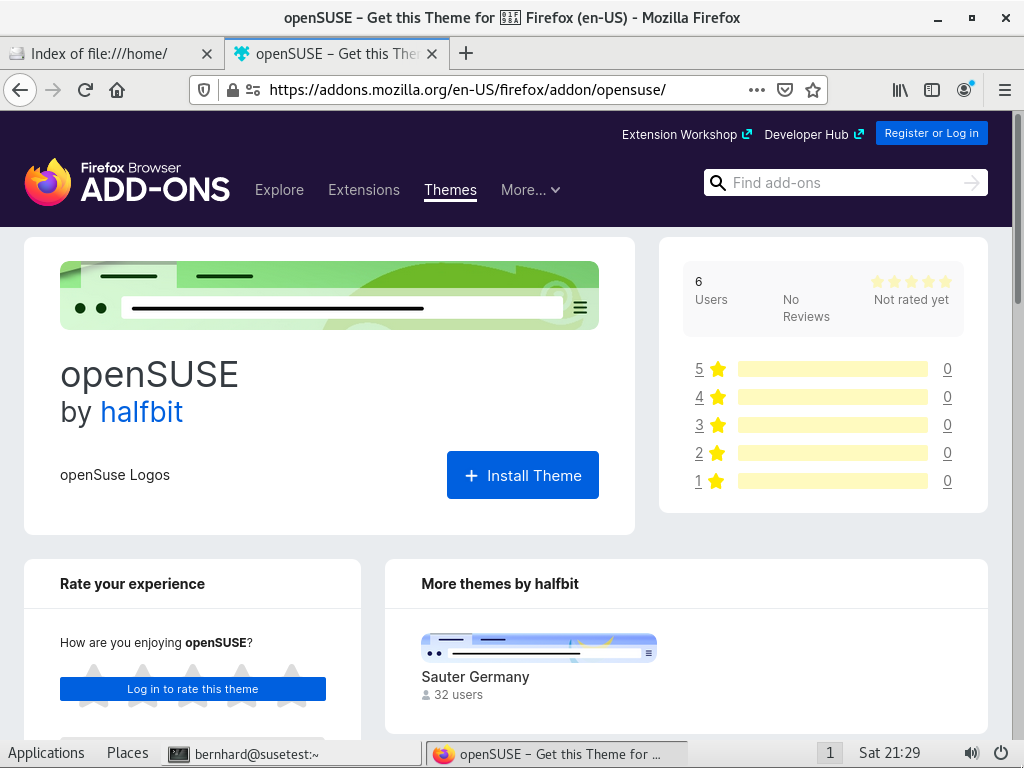 openSUSE – Get this Theme for 🦊 Firefox (en-US) - Mozilla Firefox
Index of file:///home/
openSUSE – Get this The
https://addons.mozilla.org/en-US/firefox/addon/opensuse/
Extension Workshop
Developer Hub
Register or Log in
Firefox Browser
ADD-ONS
Explore
Extensions
Themes
More...
Find add-ons
openSUSE
by halfbit
openSuse Logos
+ Install Theme
6
Users
No
Reviews
Not rated yet
5 0
4 0
3 0
2 0
1 0
Rate your experience
How are you enjoying openSUSE?
Log in to rate this theme
More themes by halfbit
Sauter Germany
32 users
Applications
Places
bernhard@susetest:~
openSUSE – Get this Theme for ...
1
Sat 21:29